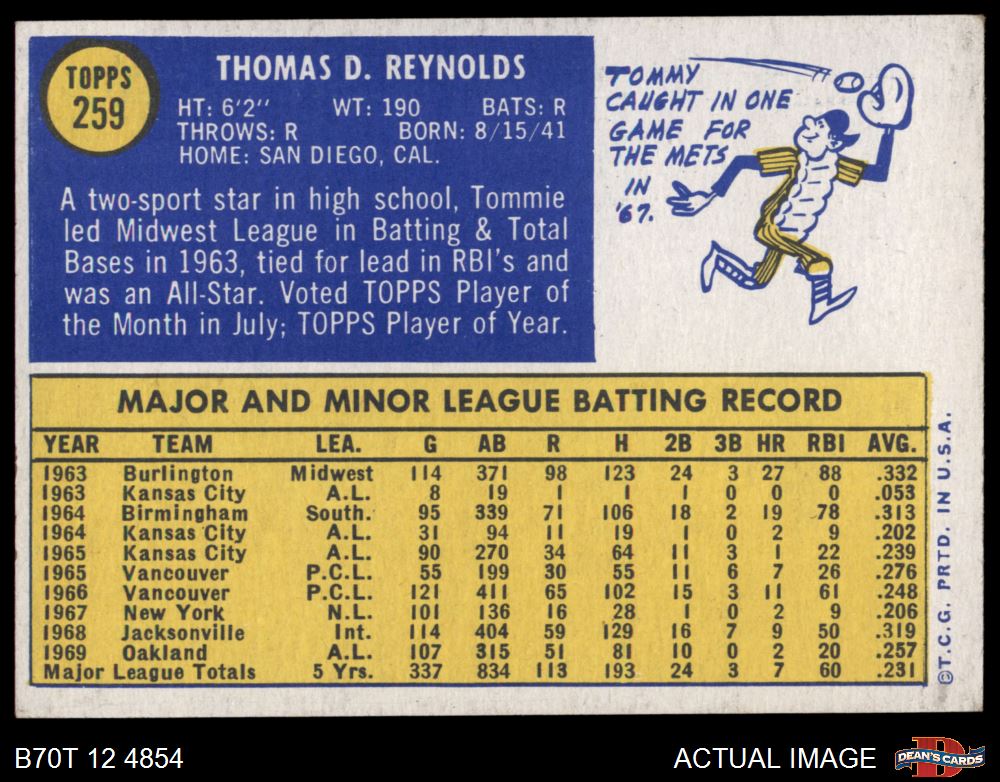 TOPPS
259
THOMAS D. REYNOLDS
HT: 6'2" WT: 190 BATS: R
THROWS: R BORN: 8/15/41
HOME: SAN DIEGO, CAL.
A two-sport star in high school, Tommie
led Midwest League in Batting & Total
Bases in 1963, tied for lead in RBI's and
was an All-Star. Voted TOPPS Player of
the Month in July; TOPPS Player of Year.
TOMMY
CAUGHT IN ONE
GAME FOR
THE METS
IN
'67.
MAJOR AND MINOR LEAGUE BATTING RECORD
YEAR TEAM LEA. G AB R H 2B 3B HR RBI AVG.
1963 Burlington Midwest 114 371 98 123 24 3 27 88 .332
1963 Kansas City A.L. 8 19 1 1 1 0 0 0 .053
1964 Birmingham South. 95 339 71 106 18 2 19 78 .313
1964 Kansas City A.L. 31 94 11 19 1 0 2 9 .202
1965 Kansas City A.L. 90 270 34 64 11 3 1 22 .239
1965 Vancouver P.C.L. 55 199 30 55 11 6 7 26 .276
1966 Vancouver P.C.L. 121 411 65 102 15 3 11 61 .248
1967 New York N.L. 101 136 16 28 1 0 2 9 .206
1968 Jacksonville Int. 114 404 59 129 16 7 9 50 .319
1969 Oakland A.L. 107 315 51 81 10 0 2 20 .257
Major League Totals 5 Yrs. 337 834 113 193 24 3 7 60 .231
©T.C.G. PRTD. IN U.S.A.
B70T 12 4854
ACTUAL IMAGE
D
DEAN'S CARDS